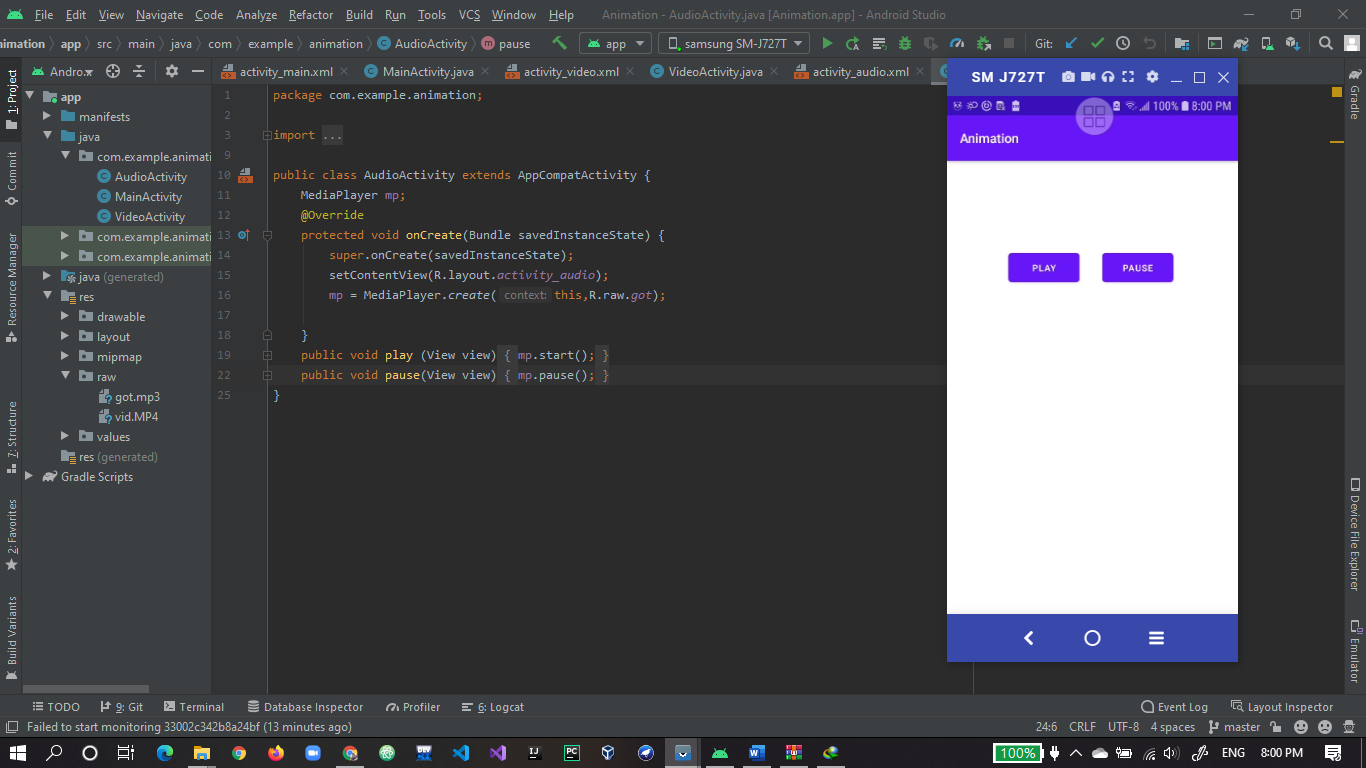 File Edit View Navigate Code Analyze Refactor Build Run Tools VCS Window Help Animation - AudioActivity.java [Animation.app] - Android Studio
nimation app src main java com example animation AudioActivity pause app samsung SM-J727T Git:
Andro... activity_main.xml MainActivity.java activity_video.xml VideoActivity.java activity_audio.xml
1: Project
Commit
Resource Manager
7: Structure
2: Favorites
Build Variants
app
manifests
java
com.example.animati
AudioActivity
MainActivity
VideoActivity
com.example.animati
com.example.animati
java (generated)
res
drawable
layout
mipmap
raw
got.mp3
vid.MP4
values
res (generated)
Gradle Scripts
1 package com.example.animation;
2
3 import ...
9
10 public class AudioActivity extends AppCompatActivity {
11 MediaPlayer mp;
12 @Override
13 protected void onCreate(Bundle savedInstanceState) {
14 super.onCreate(savedInstanceState);
15 setContentView(R.layout.activity_audio);
16 mp = MediaPlayer.create( context: this,R.raw.got);
17
18 }
19 public void play (View view) { mp.start(); }
22 public void pause(View view) { mp.pause(); }
25 }
SM J727T
100% 8:00 PM
Animation
PLAY PAUSE
Gradle
Device File Explorer
Emulator
TODO 9: Git Terminal Database Inspector Profiler 6: Logcat Event Log Layout Inspector
Failed to start monitoring 33002c342b8a24bf (13 minutes ago) 24:6 CRLF UTF-8 4 spaces master
100% ENG 8:00 PM